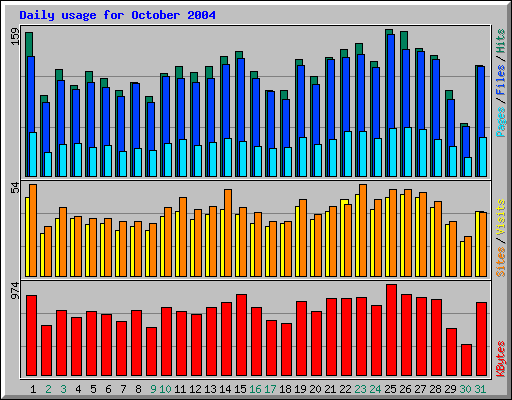 Daily usage for October 2004
159
54
974
Pages/Files/Hits
Sites/Visits
KBytes
1 2 3 4 5 6 7 8 9 10 11 12 13 14 15 16 17 18 19 20 21 22 23 24 25 26 27 28 29 30 31